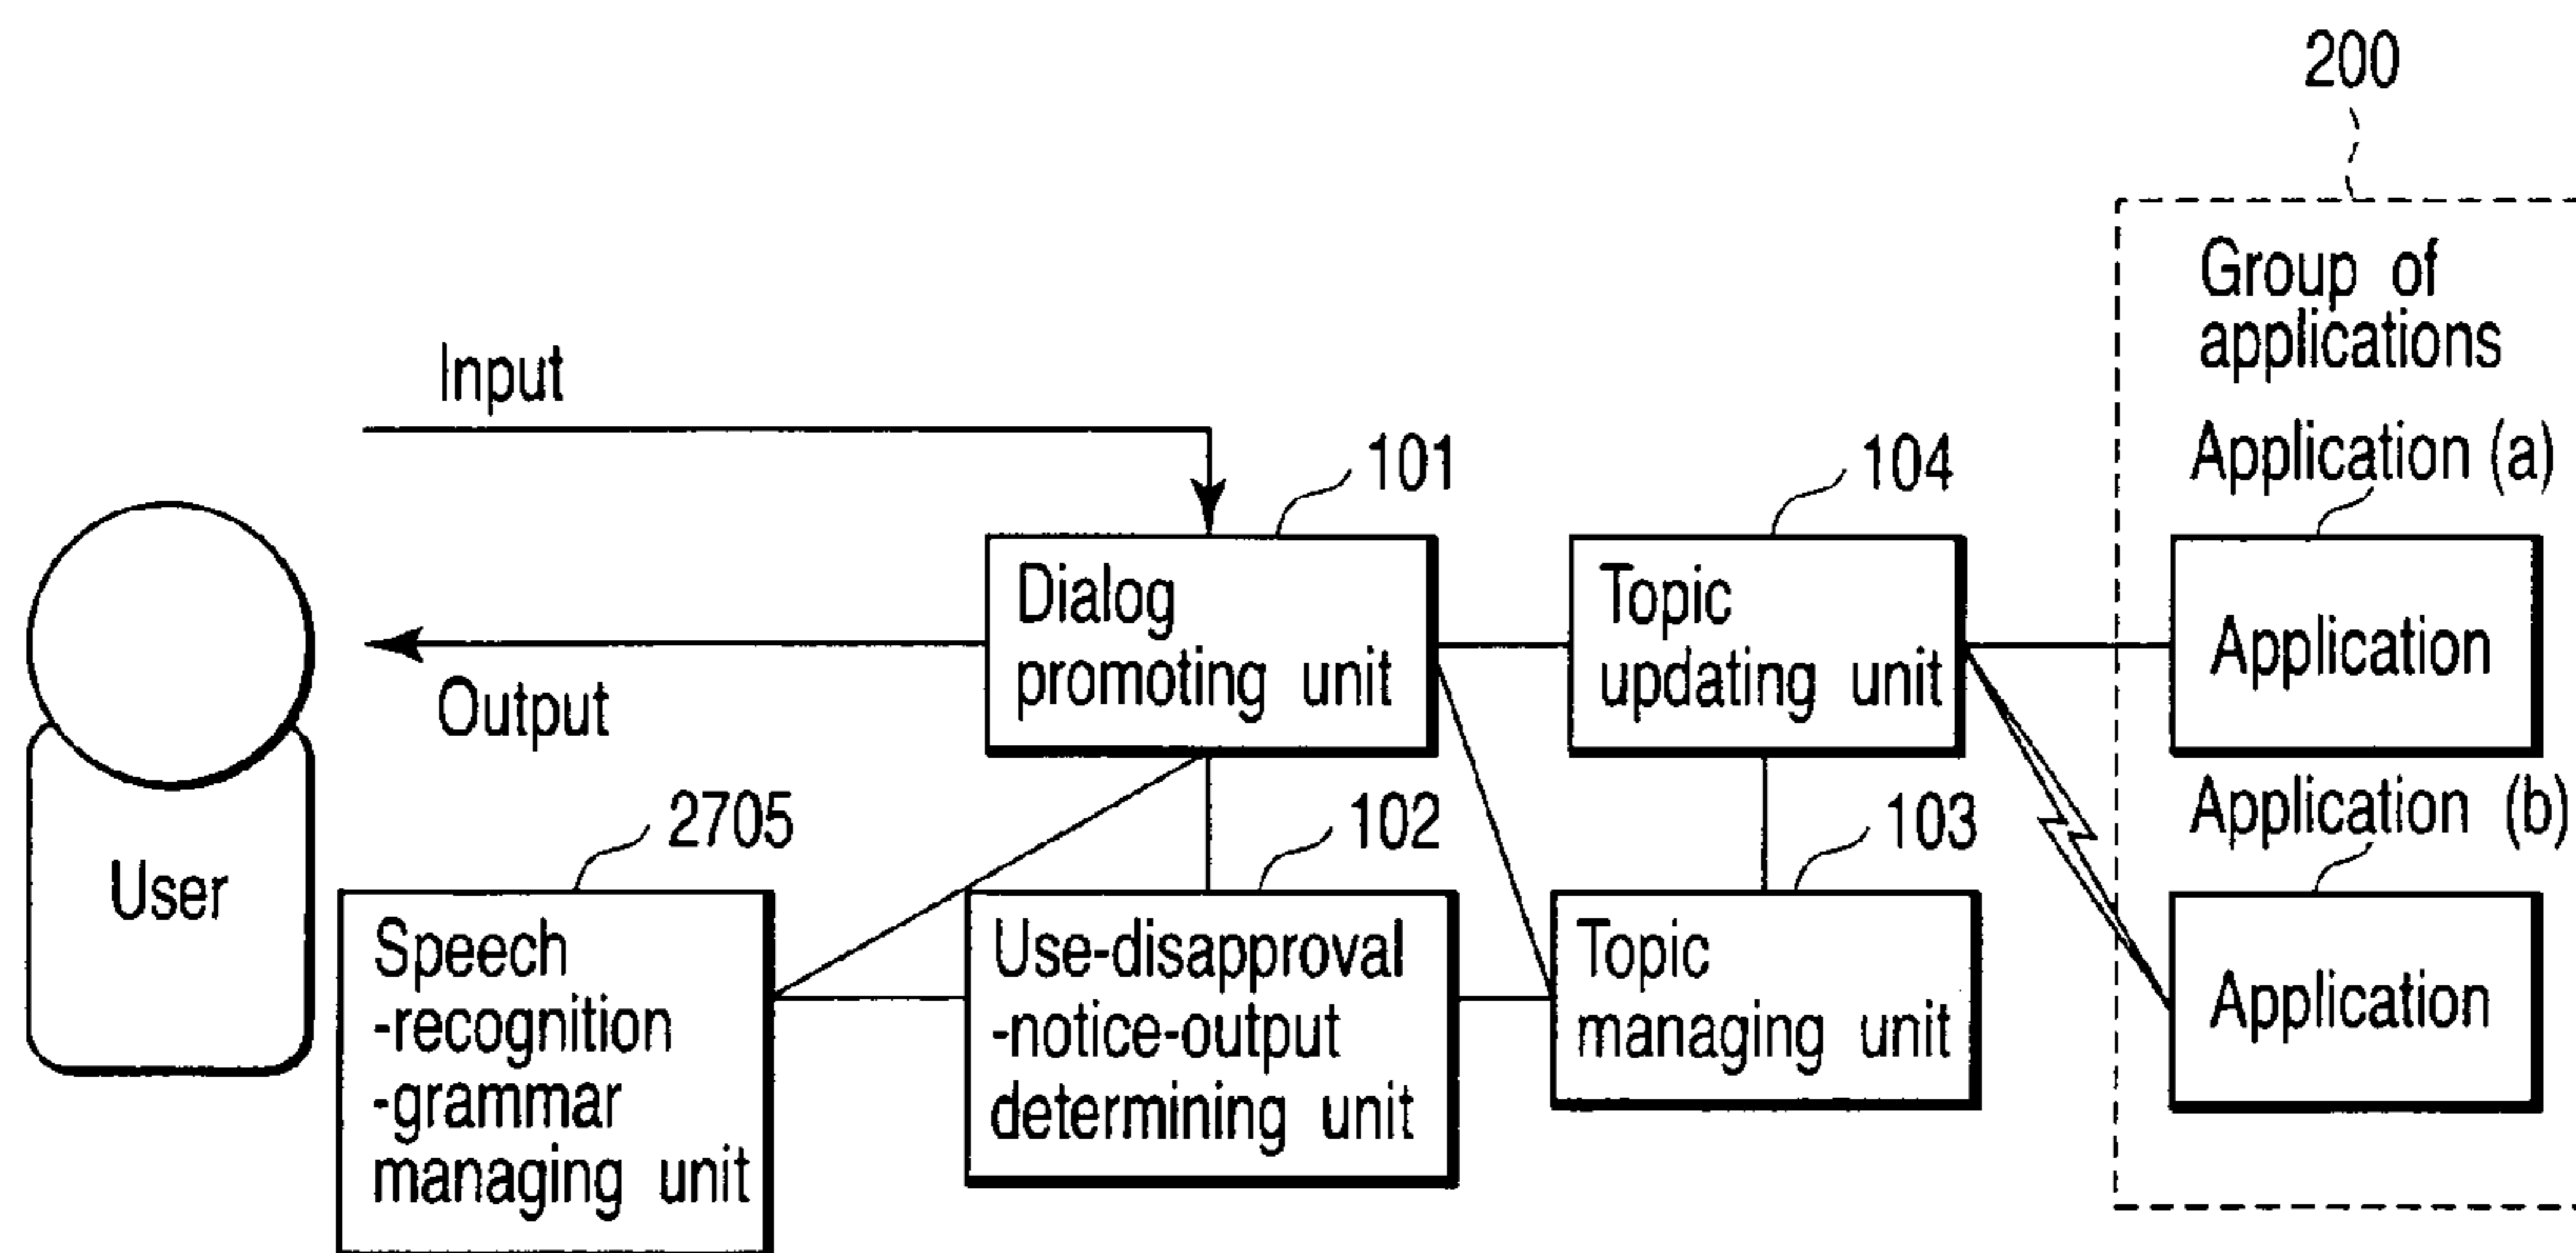 200
Group of
applications
Input
Application (a)
101
104
Dialog
promoting unit
Topic
updating unit
Application
Output
Application (b)
2705
102
103
User
Speech
-recognition
-grammar
managing unit
Use-disapproval
-notice-output
determining unit
Topic
managing unit
Application